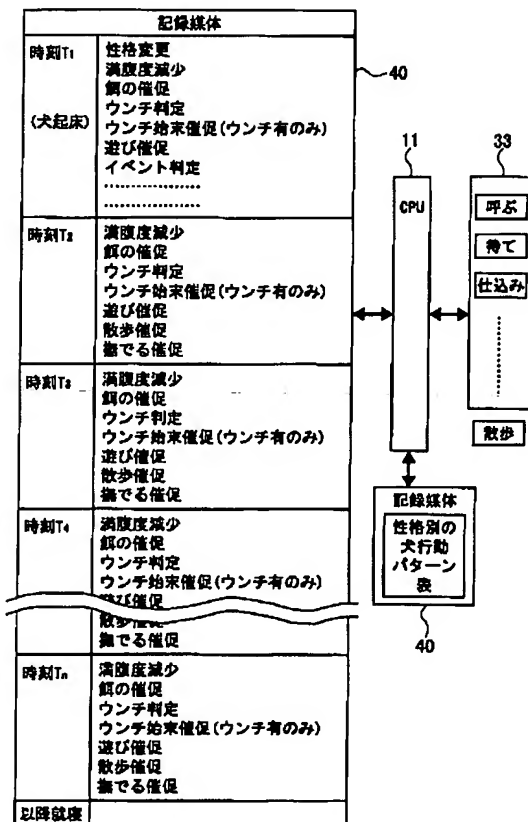 記録媒体
時刻T1
(犬起床)
性格変更
満腹度減少
餌の催促
ウンチ判定
ウンチ始末催促(ウンチ有のみ)
遊び催促
イベント判定
………………
………………
時刻T2
満腹度減少
餌の催促
ウンチ判定
ウンチ始末催促(ウンチ有のみ)
遊び催促
散歩催促
撫でる催促
時刻T3
満腹度減少
餌の催促
ウンチ判定
ウンチ始末催促(ウンチ有のみ)
遊び催促
散歩催促
撫でる催促
時刻T4
満腹度減少
餌の催促
ウンチ判定
ウンチ始末催促(ウンチ有のみ)
遊び催促
散歩催促
撫でる催促
時刻Tn
満腹度減少
餌の催促
ウンチ判定
ウンチ始末催促(ウンチ有のみ)
遊び催促
散歩催促
撫でる催促
以降就寝
40
11
CPU
33
呼ぶ
待て
仕込み
散歩
記録媒体
性格別の
犬行動
パターン
表
40